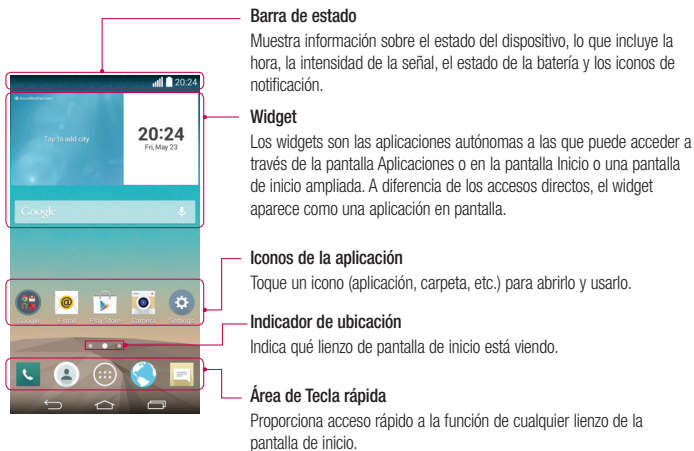 Barra de estado
Muestra información sobre el estado del dispositivo, lo que incluye la
hora, la intensidad de la señal, el estado de la batería y los iconos de
notificación.
20:24
AccuWeather.com
Tap to add city
20:24
Fri, May 23
Google
Widget
Los widgets son las aplicaciones autónomas a las que puede acceder a
través de la pantalla Aplicaciones o en la pantalla Inicio o una pantalla
de inicio ampliada. A diferencia de los accesos directos, el widget
aparece como una aplicación en pantalla.
Google Email Play Store Camera Settings
Iconos de la aplicación
Toque un icono (aplicación, carpeta, etc.) para abrirlo y usarlo.
Indicador de ubicación
Indica qué lienzo de pantalla de inicio está viendo.
Área de Tecla rápida
Proporciona acceso rápido a la función de cualquier lienzo de la
pantalla de inicio.